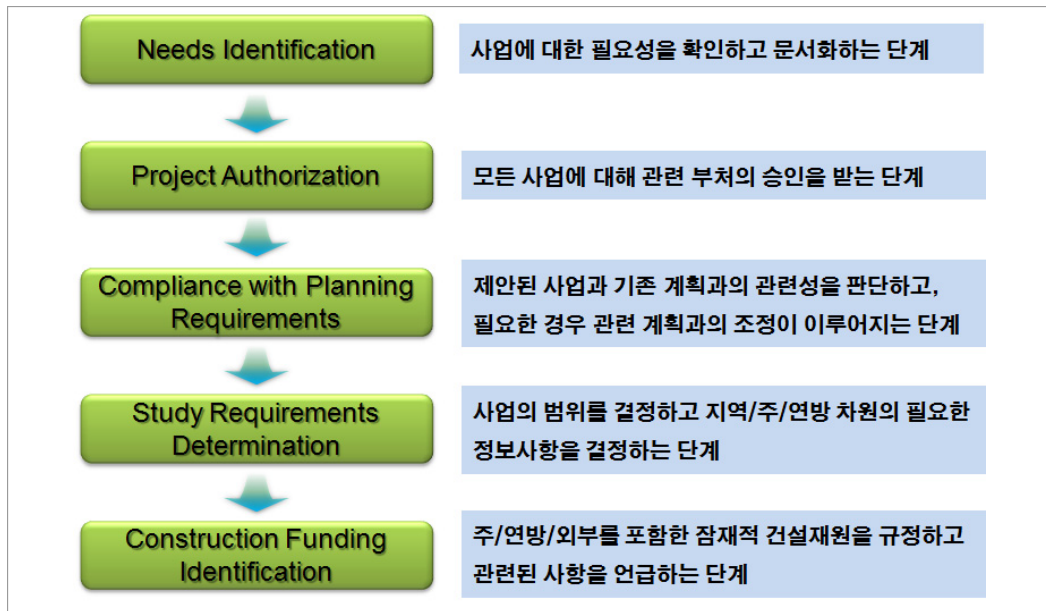 Needs Identification
사업에 대한 필요성을 확인하고 문서화하는 단계
Project Authorization
모든 사업에 대해 관련 부처의 승인을 받는 단계
Compliance with Planning
Requirements
제안된 사업과 기존 계획과의 관련성을 판단하고,
필요한 경우 관련 계획과의 조정이 이루어지는 단계
Study Requirements
Determination
사업의 범위를 결정하고 지역/주/연방 차원의 필요한
정보사항을 결정하는 단계
Construction Funding
Identification
주/연방/외부를 포함한 잠재적 건설재원을 규정하고
관련된 사항을 언급하는 단계